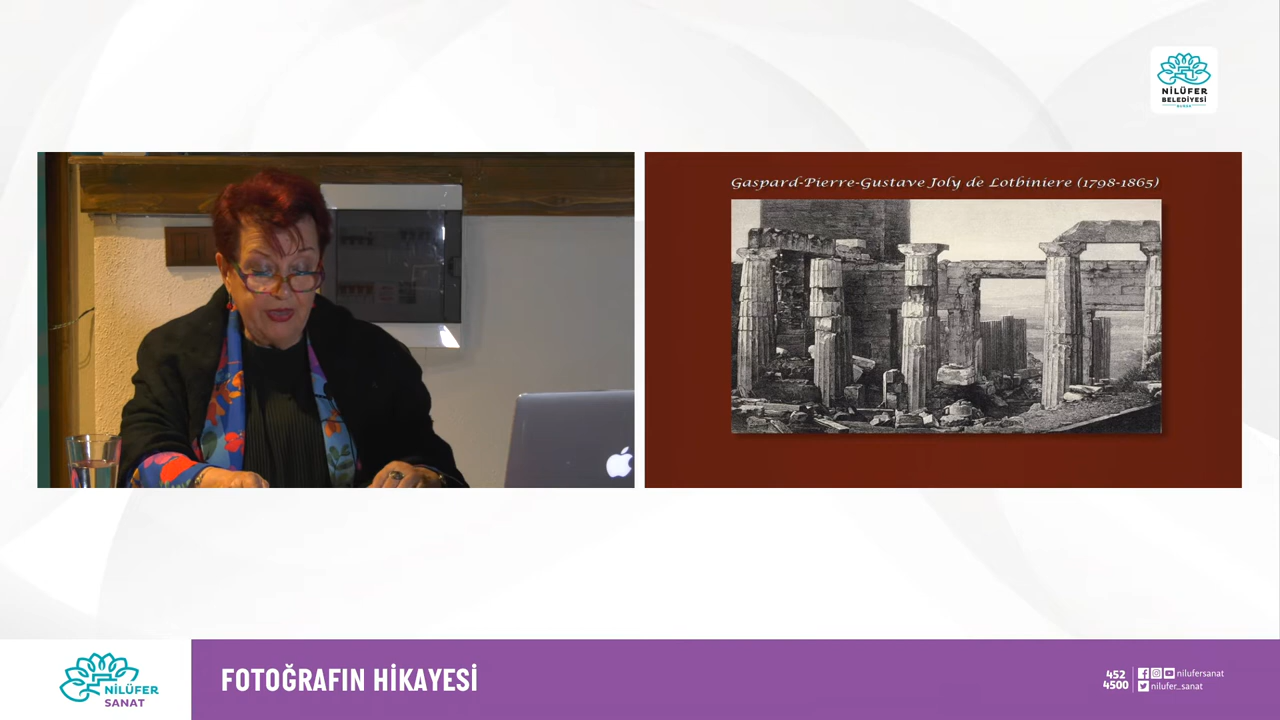 NİLÜFER
BELEDİYESİ
BURSA
Gaspard-Pierre-Gustave Joly de Lotbiniere (1798-1865)
NİLÜFER
SANAT
FOTOĞRAFIN HİKAYESİ
452
4500
nilufersanat
nilufer_sanat